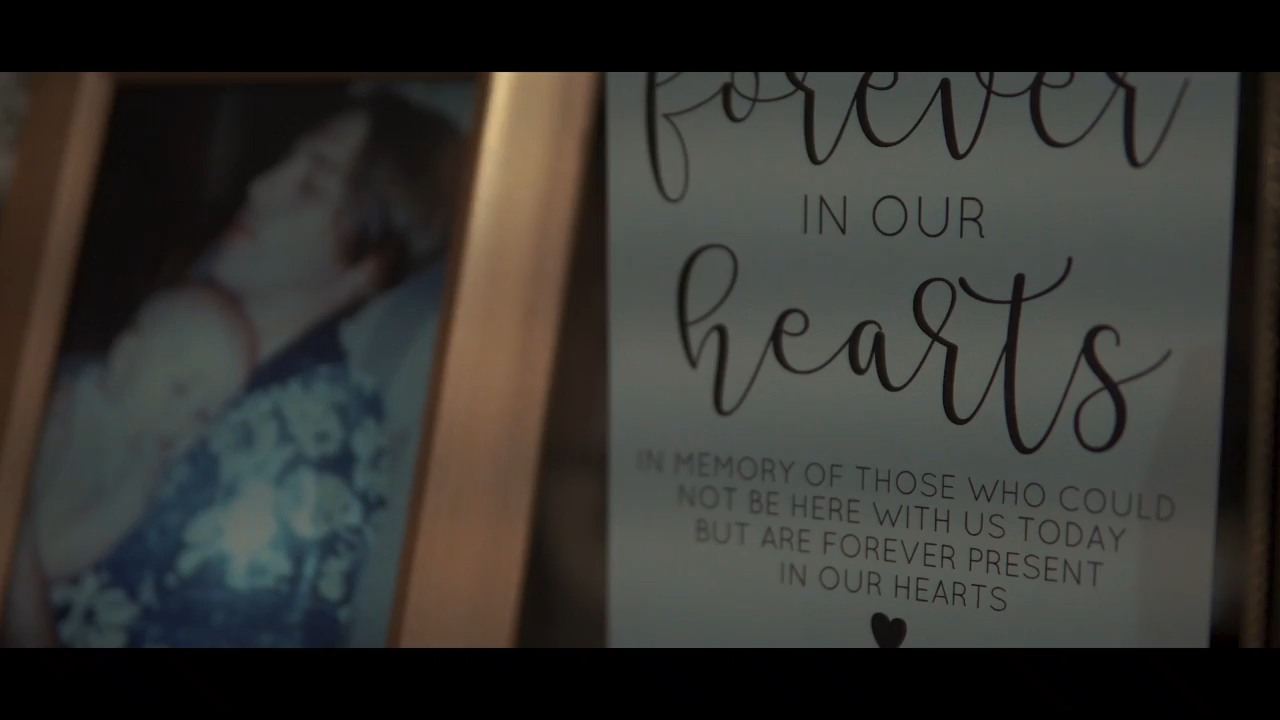 forever
IN OUR
hearts
IN MEMORY OF THOSE WHO COULD
NOT BE HERE WITH US TODAY
BUT ARE FOREVER PRESENT
IN OUR HEARTS